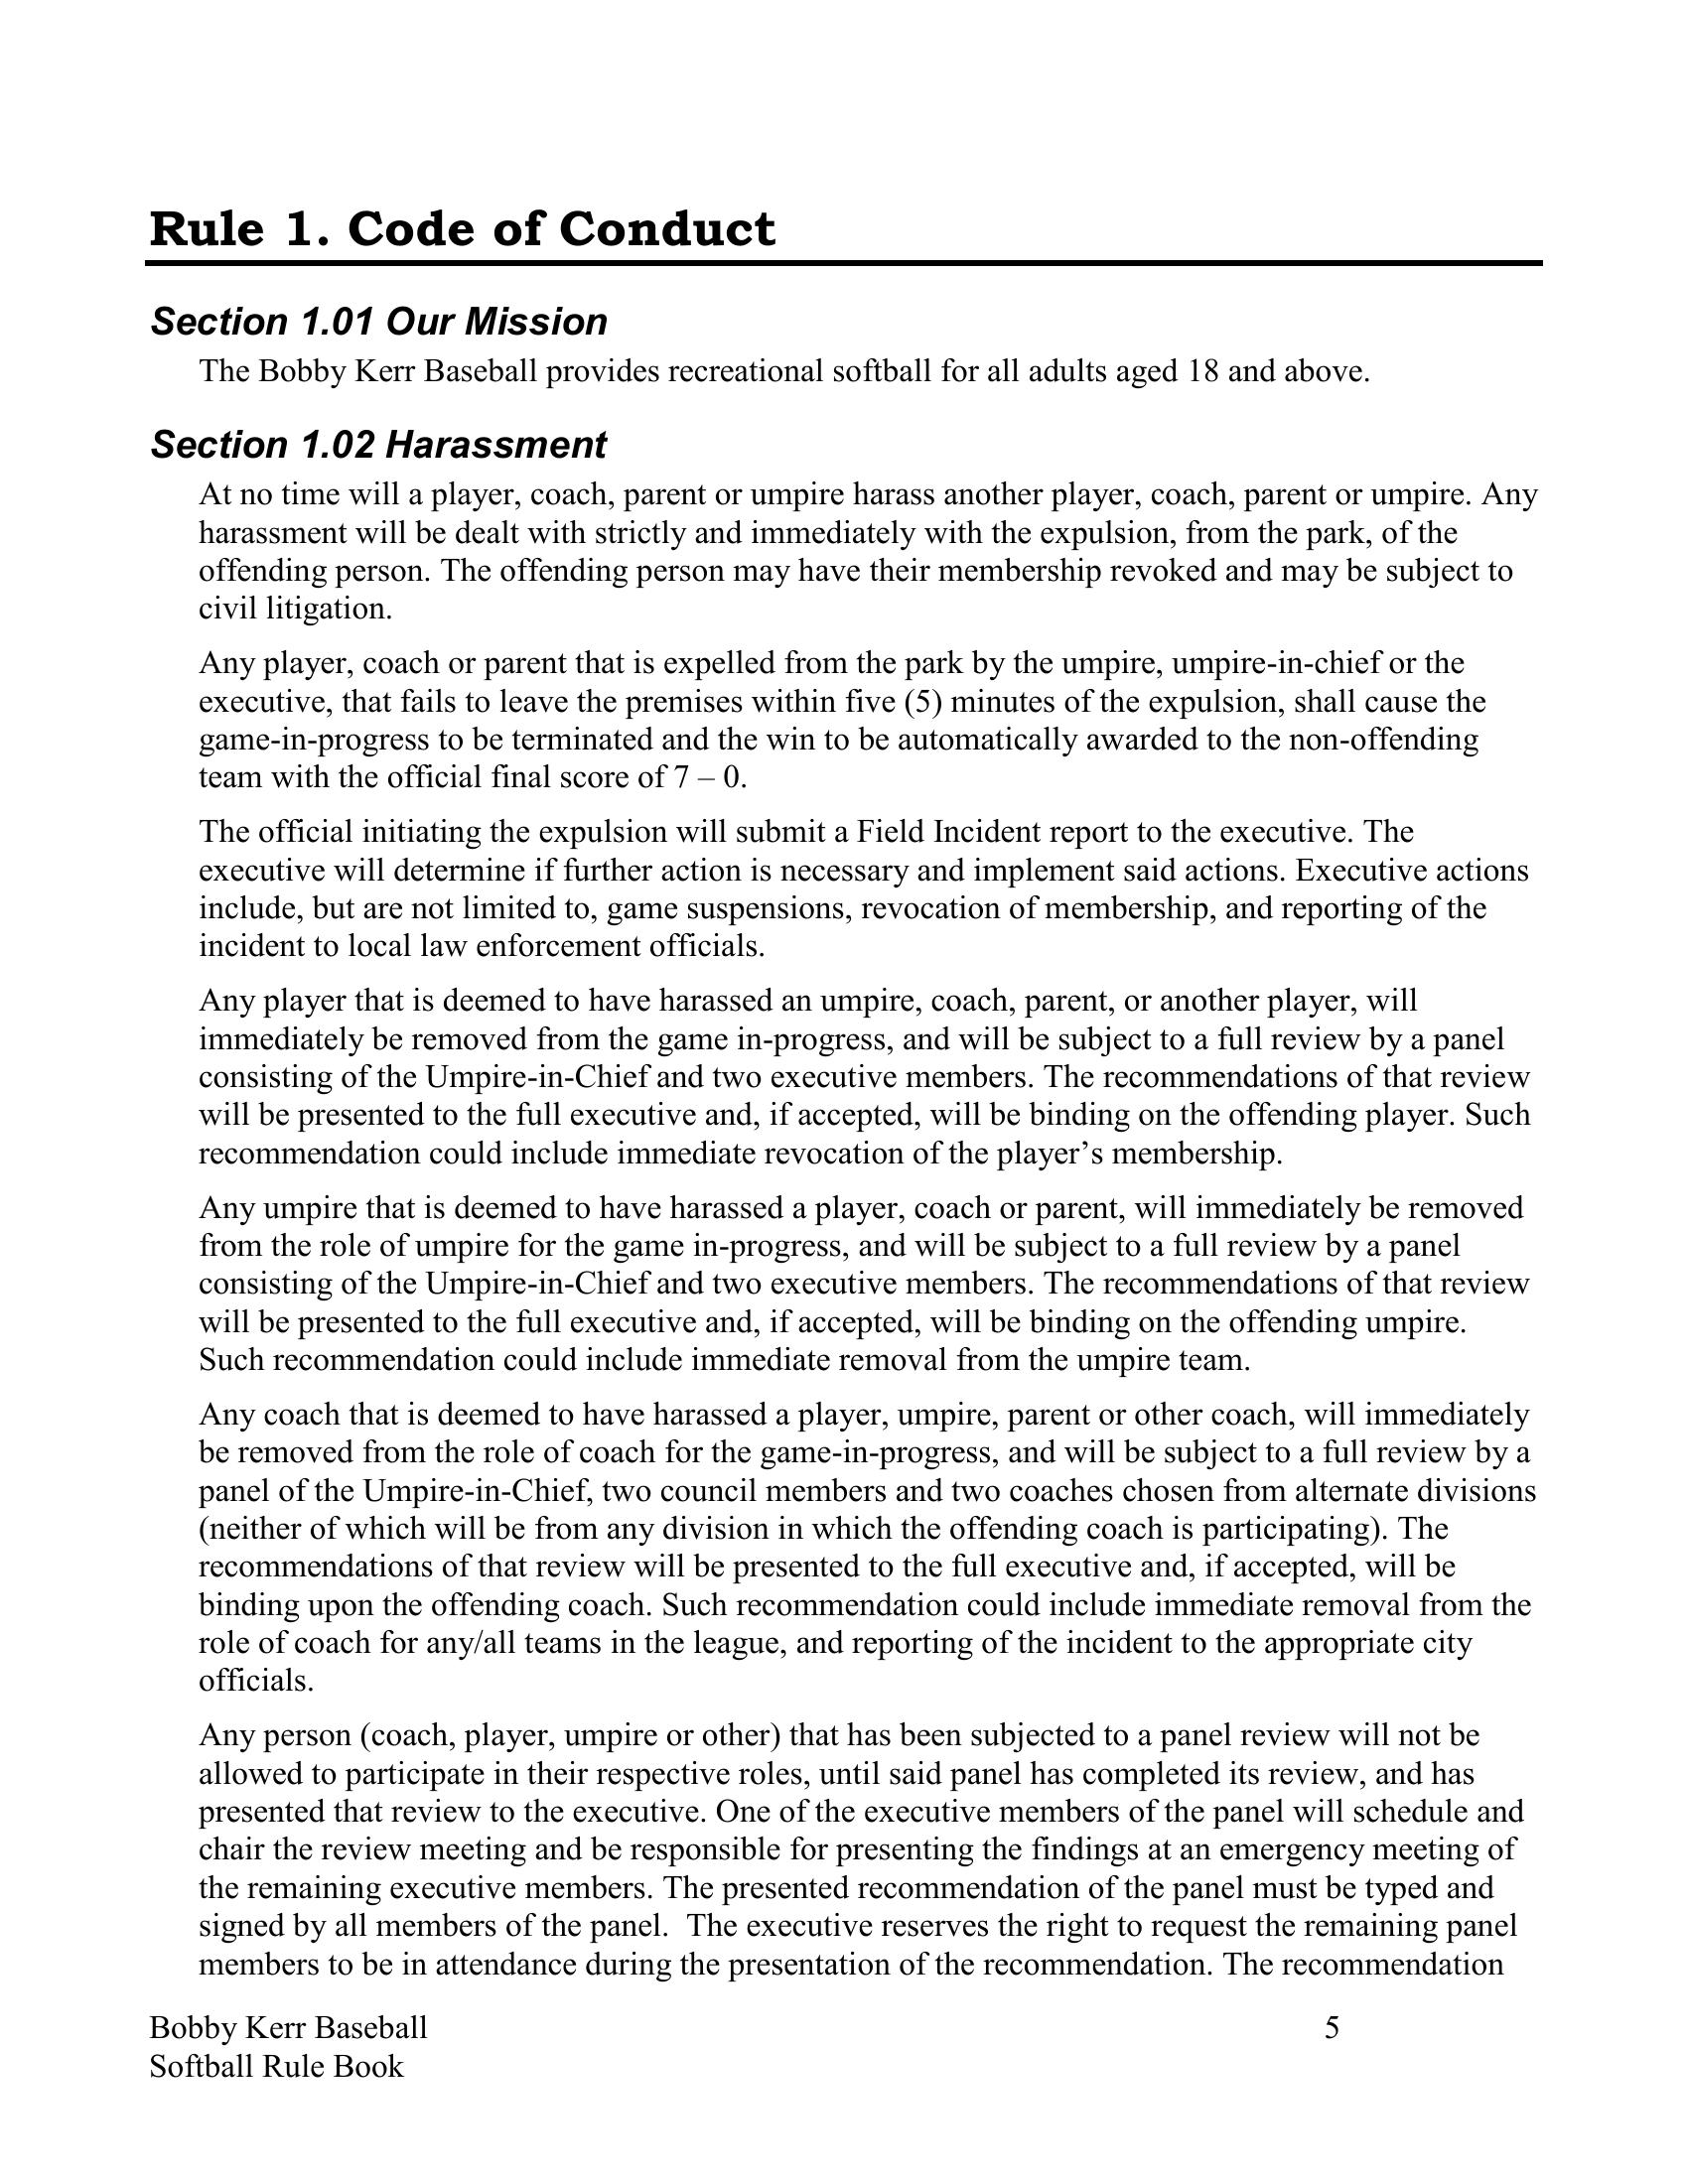 Rule 1. Code of Conduct
Section 1.01 Our Mission
The Bobby Kerr Baseball provides recreational softball for all adults aged 18 and above.
Section 1.02 Harassment
At no time will a player, coach, parent or umpire harass another player, coach, parent or umpire. Any
harassment will be dealt with strictly and immediately with the expulsion, from the park, of the
offending person. The offending person may have their membership revoked and may be subject to
civil litigation.
Any player, coach or parent that is expelled from the park by the umpire, umpire-in-chief or the
executive, that fails to leave the premises within five (5) minutes of the expulsion, shall cause the
game-in-progress to be terminated and the win to be automatically awarded to the non-offending
team with the official final score of 7 – 0.
The official initiating the expulsion will submit a Field Incident report to the executive. The
executive will determine if further action is necessary and implement said actions. Executive actions
include, but are not limited to, game suspensions, revocation of membership, and reporting of the
incident to local law enforcement officials.
Any player that is deemed to have harassed an umpire, coach, parent, or another player, will
immediately be removed from the game in-progress, and will be subject to a full review by a panel
consisting of the Umpire-in-Chief and two executive members. The recommendations of that review
will be presented to the full executive and, if accepted, will be binding on the offending player. Such
recommendation could include immediate revocation of the player’s membership.
Any umpire that is deemed to have harassed a player, coach or parent, will immediately be removed
from the role of umpire for the game in-progress, and will be subject to a full review by a panel
consisting of the Umpire-in-Chief and two executive members. The recommendations of that review
will be presented to the full executive and, if accepted, will be binding on the offending umpire.
Such recommendation could include immediate removal from the umpire team.
Any coach that is deemed to have harassed a player, umpire, parent or other coach, will immediately
be removed from the role of coach for the game-in-progress, and will be subject to a full review by a
panel of the Umpire-in-Chief, two council members and two coaches chosen from alternate divisions
(neither of which will be from any division in which the offending coach is participating). The
recommendations of that review will be presented to the full executive and, if accepted, will be
binding upon the offending coach. Such recommendation could include immediate removal from the
role of coach for any/all teams in the league, and reporting of the incident to the appropriate city
officials.
Any person (coach, player, umpire or other) that has been subjected to a panel review will not be
allowed to participate in their respective roles, until said panel has completed its review, and has
presented that review to the executive. One of the executive members of the panel will schedule and
chair the review meeting and be responsible for presenting the findings at an emergency meeting of
the remaining executive members. The presented recommendation of the panel must be typed and
signed by all members of the panel.  The executive reserves the right to request the remaining panel
members to be in attendance during the presentation of the recommendation. The recommendation
Bobby Kerr Baseball 5
Softball Rule Book